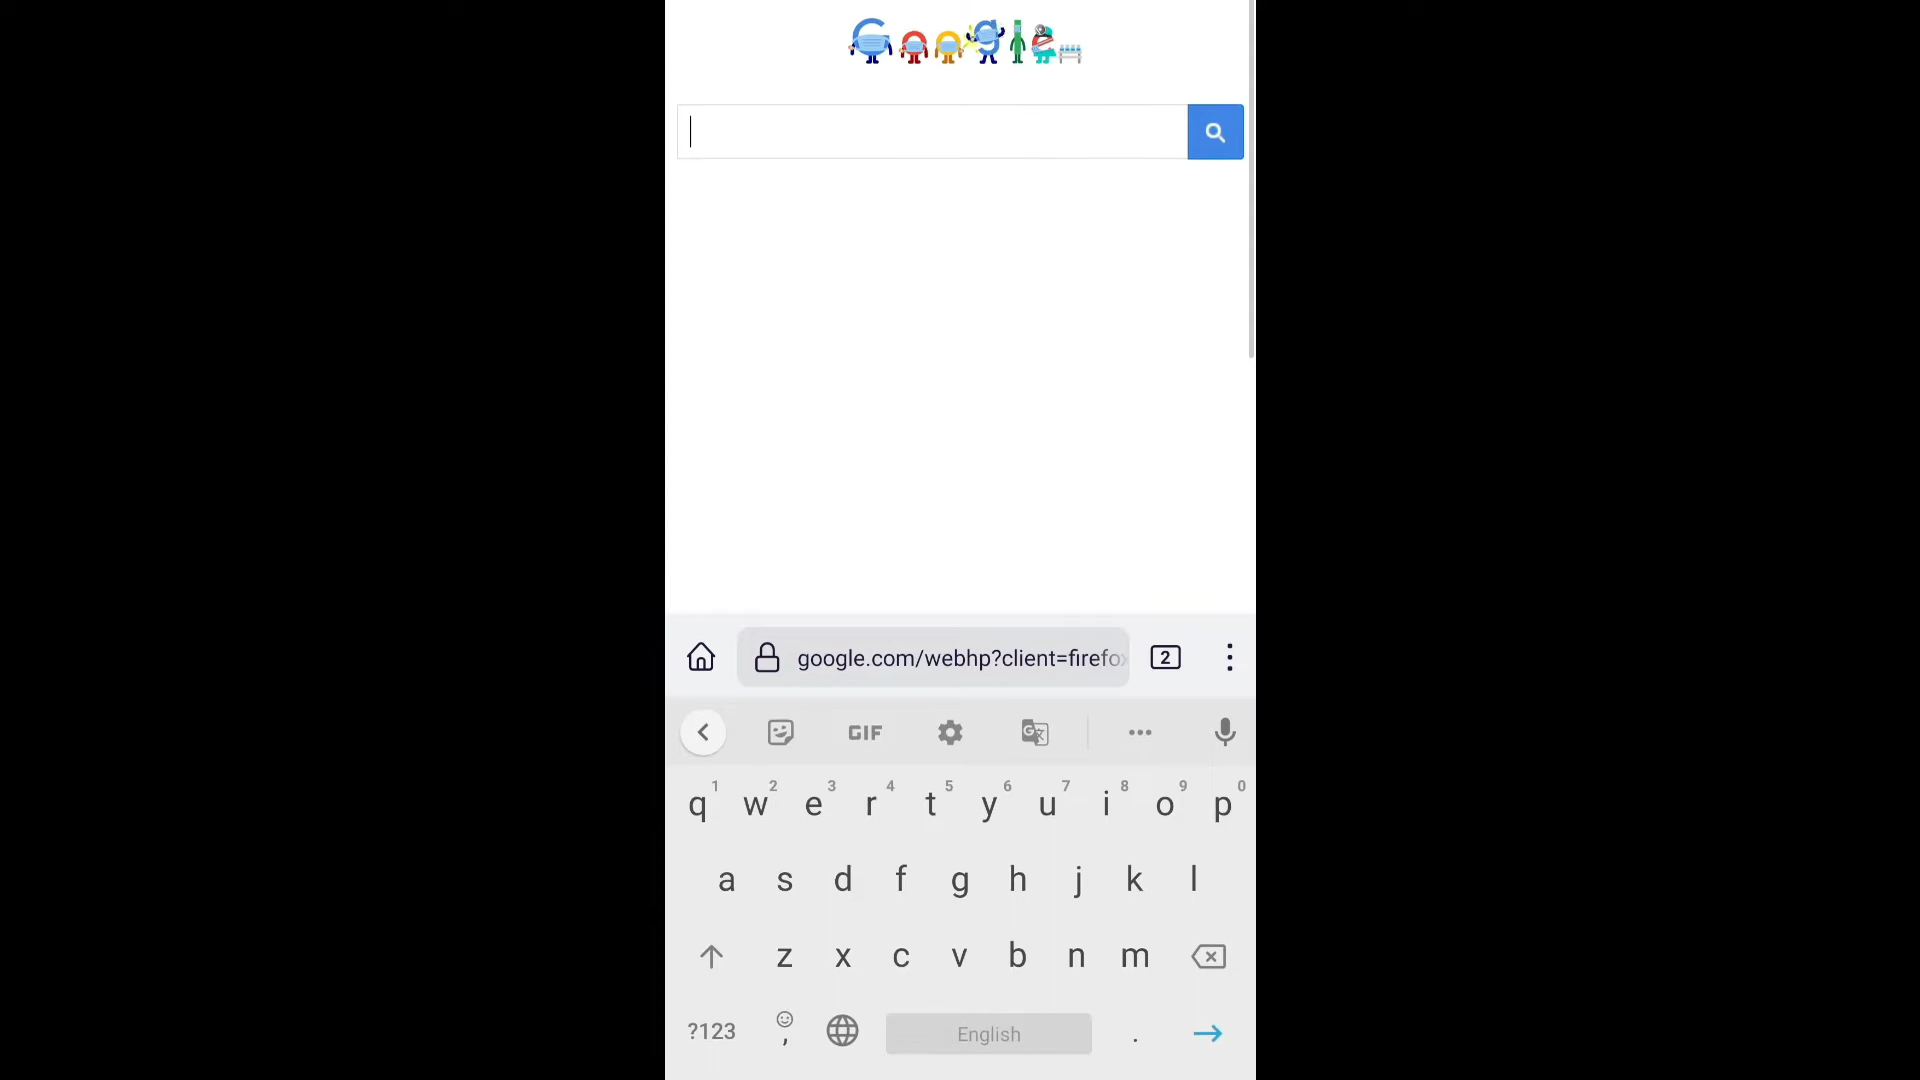 Google
google.com/webhp?client=firefo
2
GIF
1 2 3 4 5 6 7 8 9 0
q w e r t y u i o p
a s d f g h j k l
z x c v b n m
?123 , English .